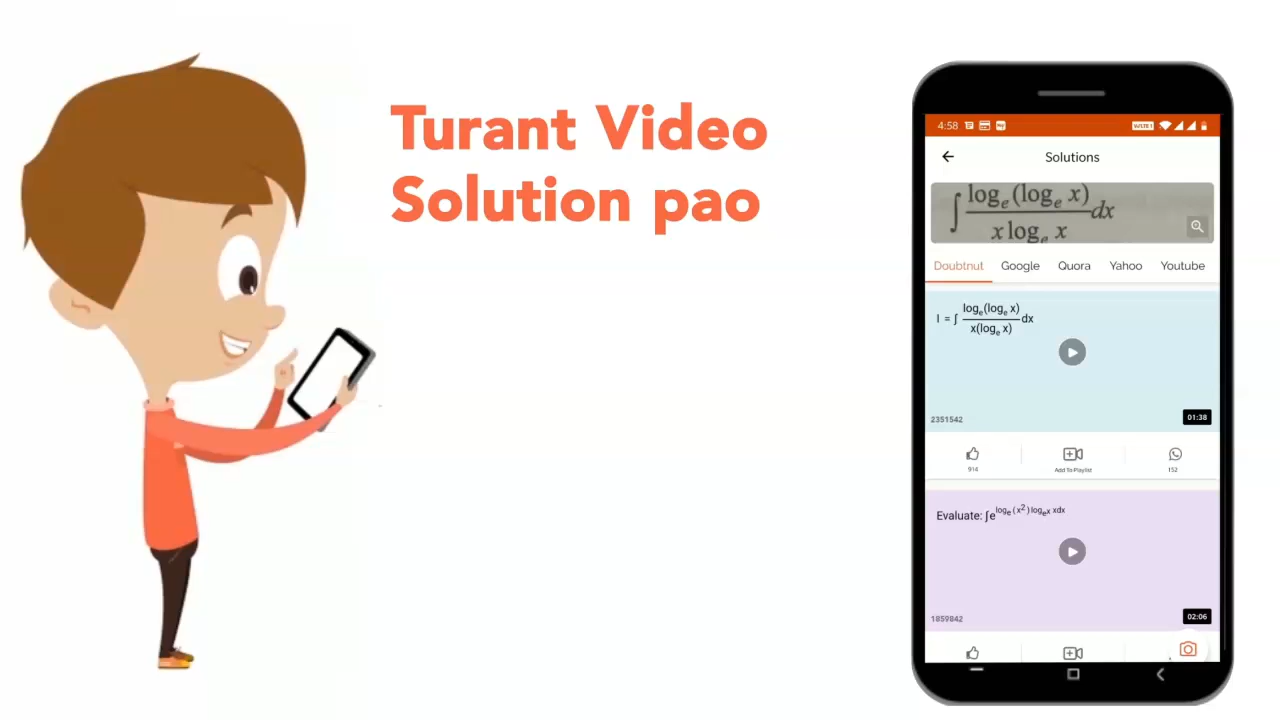 Turant Video
Solution pao
4:58
VoLTE1
Solutions
∫ logₑ(logₑ x) / x logₑ x dx
Doubtnut Google Quora Yahoo Youtube
I = ∫ logₑ(logₑ x) / x(logₑ x) dx
2351542 01:38
914 Add To Playlist 152
Evaluate: ∫e^logₑ(x²)logₑx xdx
1859842 02:06